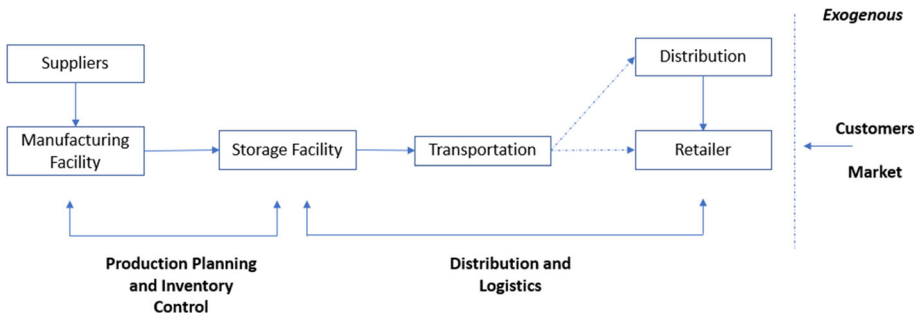 Exogenous
Suppliers
Distribution
Manufacturing
Facility
Storage Facility
Transportation
Retailer
Customers
Market
Production Planning
and Inventory
Control
Distribution and
Logistics